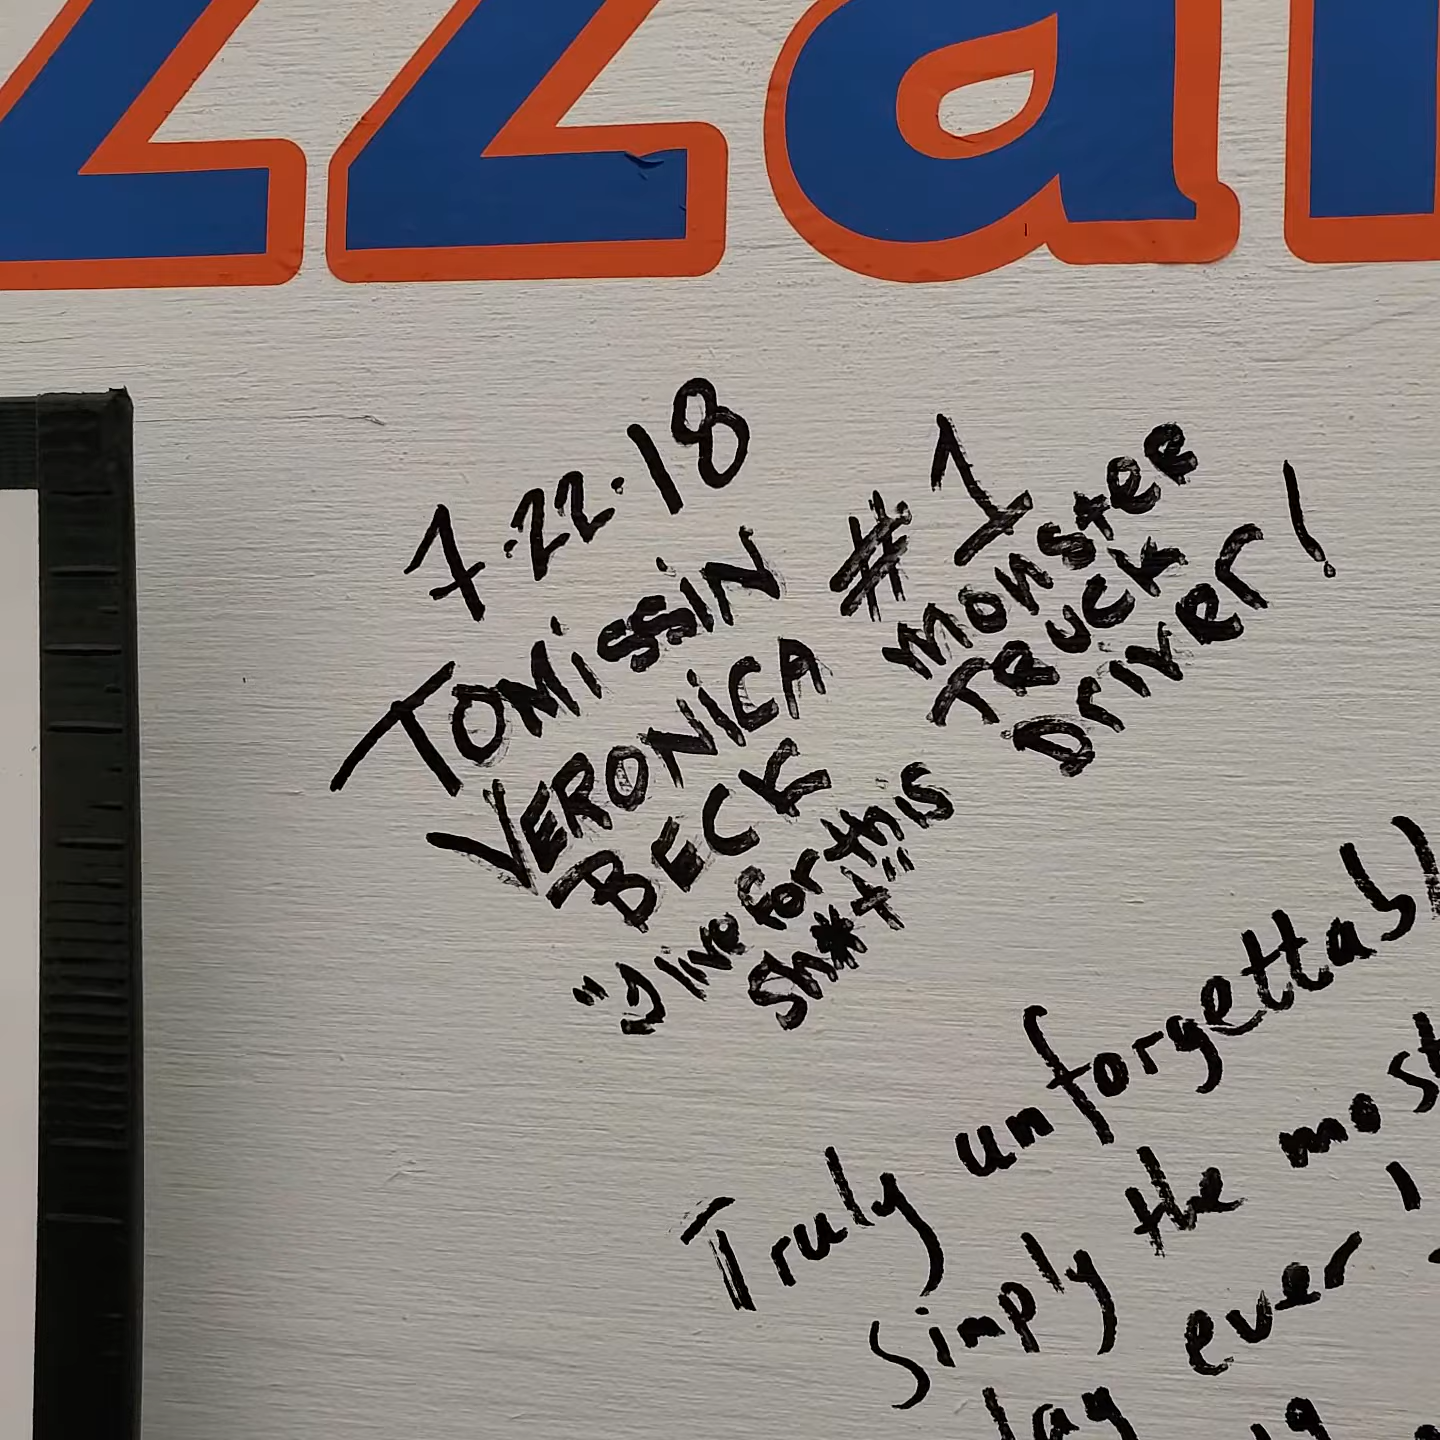 zzar
7.22.18
TOMiSSiN
VERONiCA
BECK
"I live for this
sh*t"
#1
monster
TRUCK
Driver!
Truly unforgettabl
Simply the most
ever